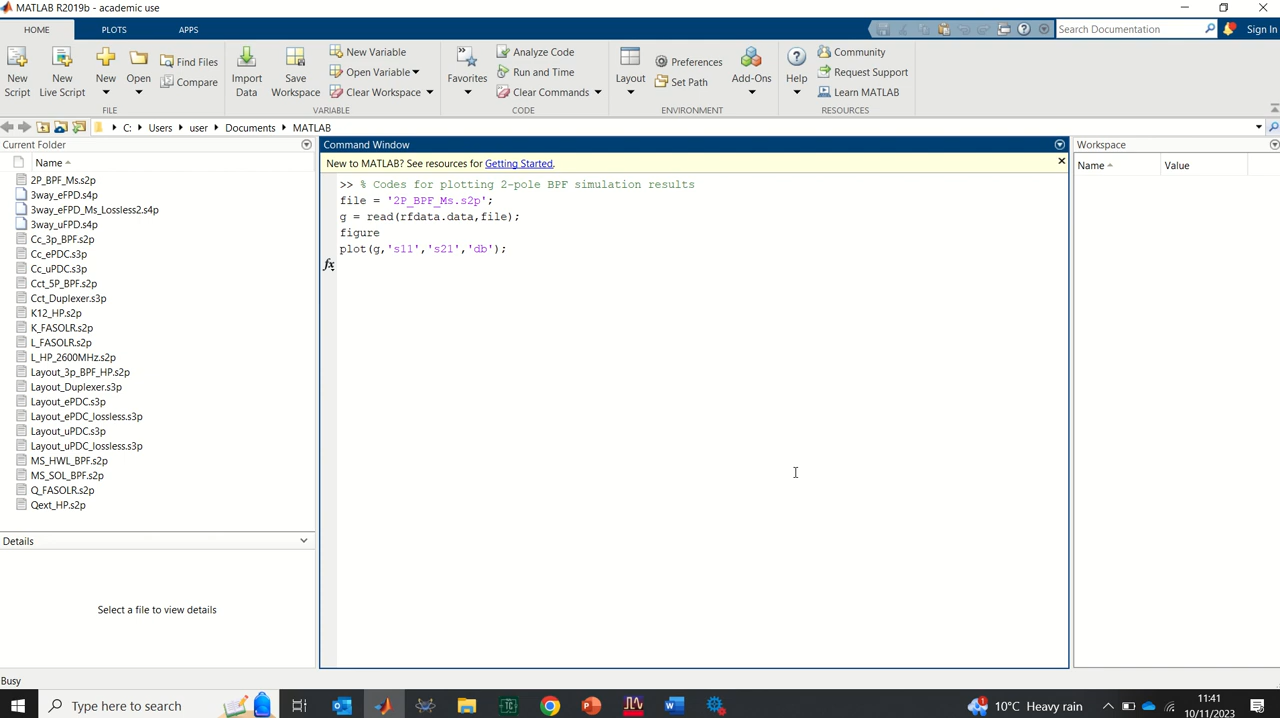 MATLAB R2019b - academic use
HOME
PLOTS
APPS
Search Documentation
Sign In
New Script
New Live Script
New
Open
Find Files
Compare
FILE
Import Data
Save Workspace
New Variable
Open Variable
Clear Workspace
VARIABLE
Favorites
Analyze Code
Run and Time
Clear Commands
CODE
Layout
Preferences
Set Path
Add-Ons
ENVIRONMENT
Help
Community
Request Support
Learn MATLAB
RESOURCES
C: Users user Documents MATLAB
Current Folder
Name
2P_BPF_Ms.s2p
3way_eFPD.s4p
3way_eFPD_Ms_Lossless2.s4p
3way_uFPD.s4p
Cc_3p_BPF.s2p
Cc_ePDC.s3p
Cc_uPDC.s3p
Cct_5P_BPF.s2p
Cct_Duplexer.s3p
K12_HP.s2p
K_FASOLR.s2p
L_FASOLR.s2p
L_HP_2600MHz.s2p
Layout_3p_BPF_HP.s2p
Layout_Duplexer.s3p
Layout_ePDC.s3p
Layout_ePDC_lossless.s3p
Layout_uPDC.s3p
Layout_uPDC_lossless.s3p
MS_HWL_BPF.s2p
MS_SOL_BPF.s2p
Q_FASOLR.s2p
Qext_HP.s2p
Details
Select a file to view details
Command Window
New to MATLAB? See resources for Getting Started.
>> % Codes for plotting 2-pole BPF simulation results
file = '2P_BPF_Ms.s2p';
g = read(rfdata.data,file);
figure
plot(g,'s11','s21','db');
fx
Workspace
Name Value
Busy
Type here to search
10°C Heavy rain
11:41
10/11/2023